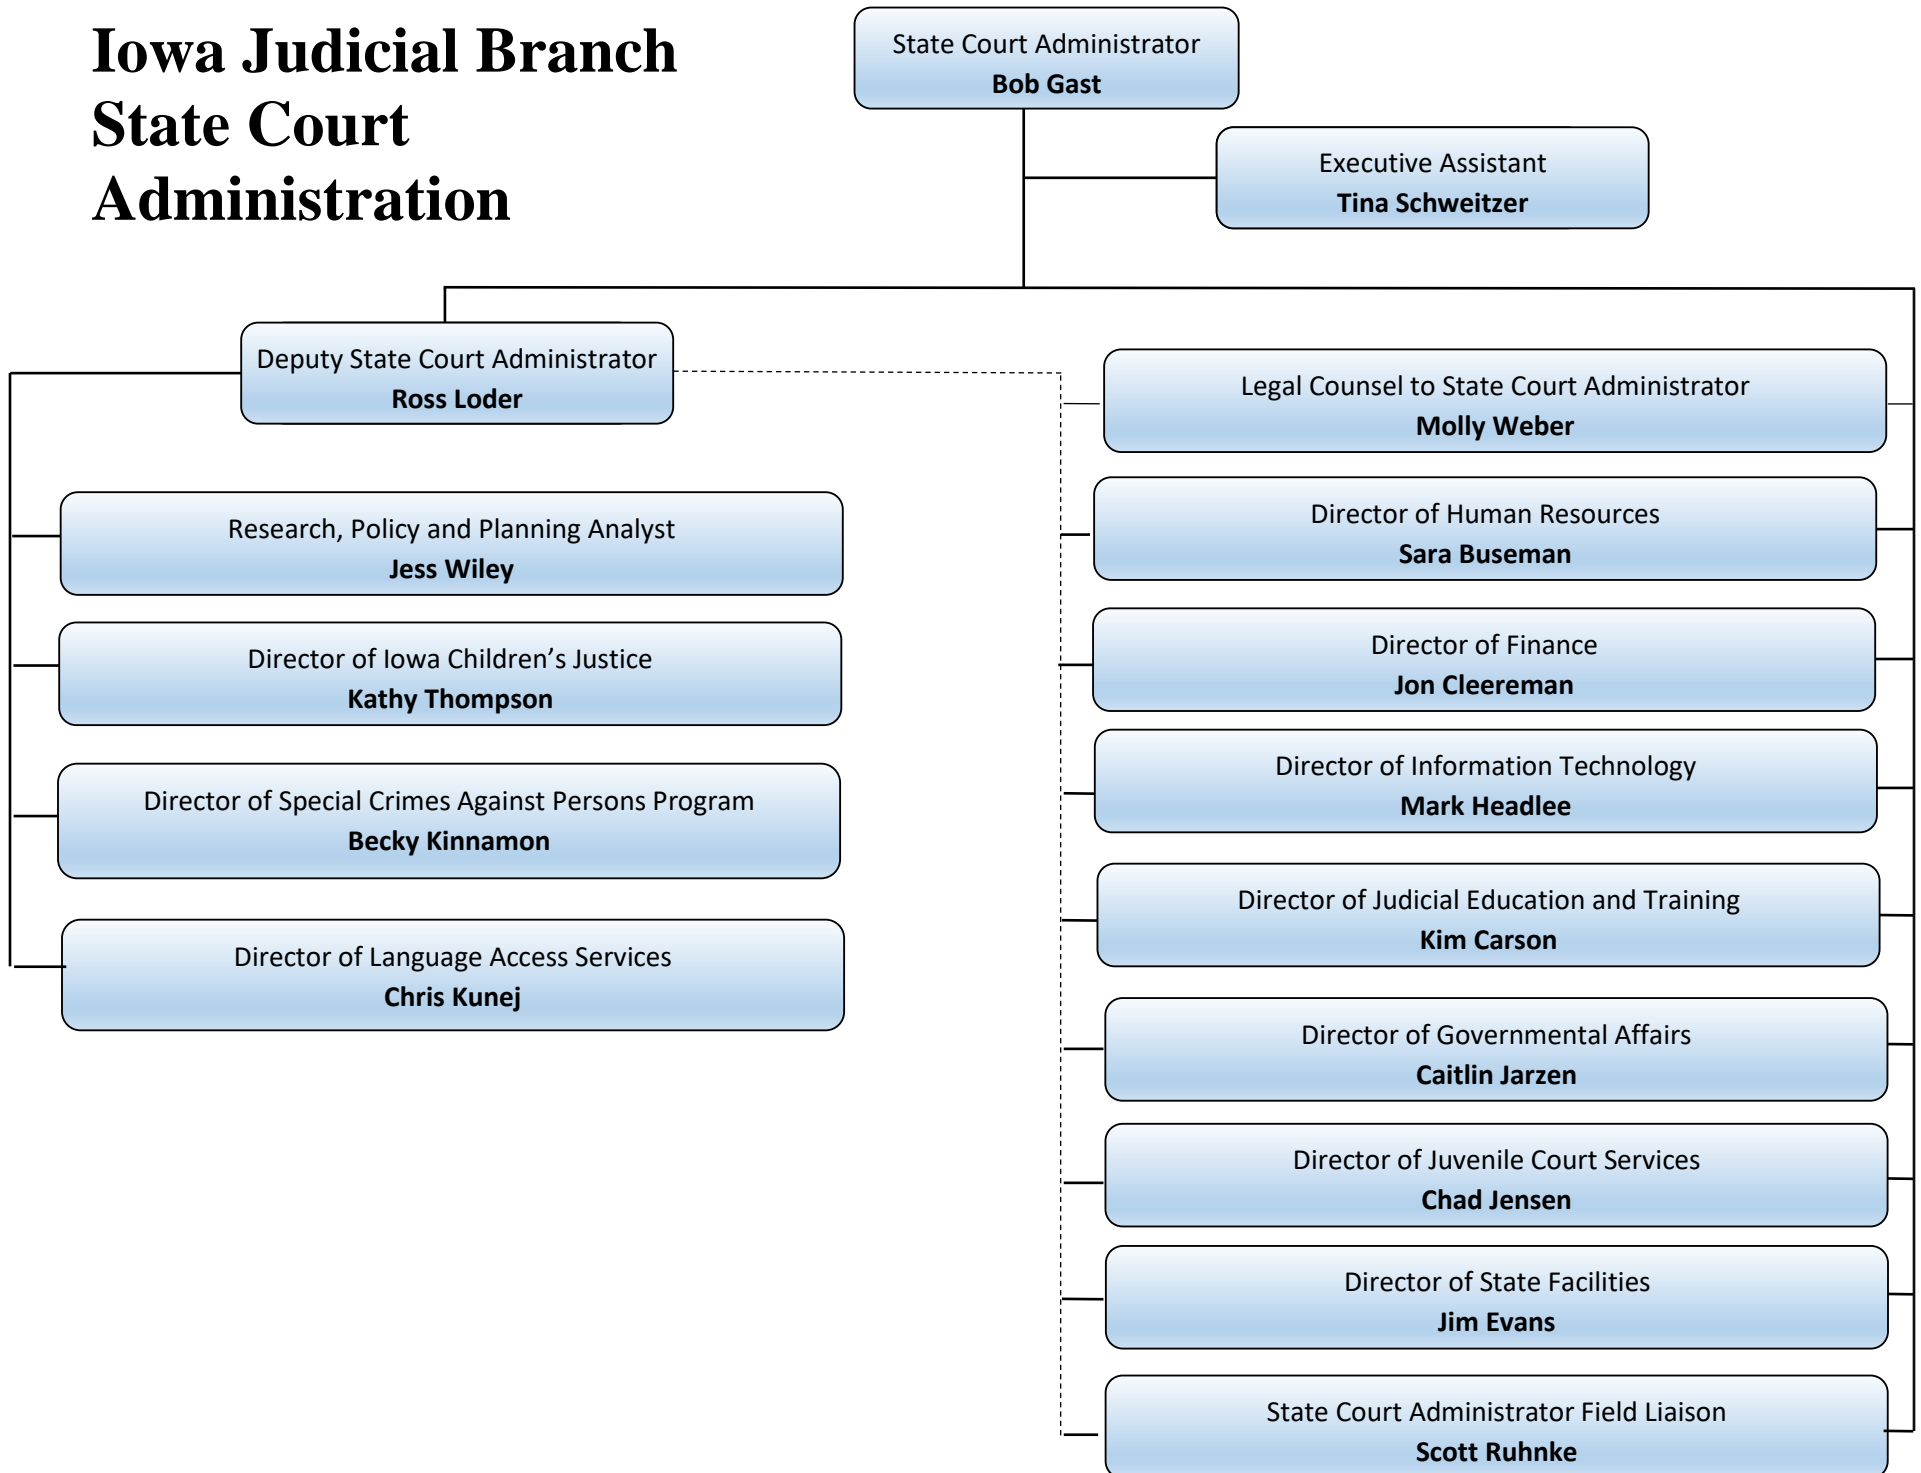 Iowa Judicial Branch
State Court
Administration
State Court Administrator
Bob Gast
Executive Assistant
Tina Schweitzer
Deputy State Court Administrator
Ross Loder
Research, Policy and Planning Analyst
Jess Wiley
Director of Iowa Children’s Justice
Kathy Thompson
Director of Special Crimes Against Persons Program
Becky Kinnamon
Director of Language Access Services
Chris Kunej
Legal Counsel to State Court Administrator
Molly Weber
Director of Human Resources
Sara Buseman
Director of Finance
Jon Cleereman
Director of Information Technology
Mark Headlee
Director of Judicial Education and Training
Kim Carson
Director of Governmental Affairs
Caitlin Jarzen
Director of Juvenile Court Services
Chad Jensen
Director of State Facilities
Jim Evans
State Court Administrator Field Liaison
Scott Ruhnke